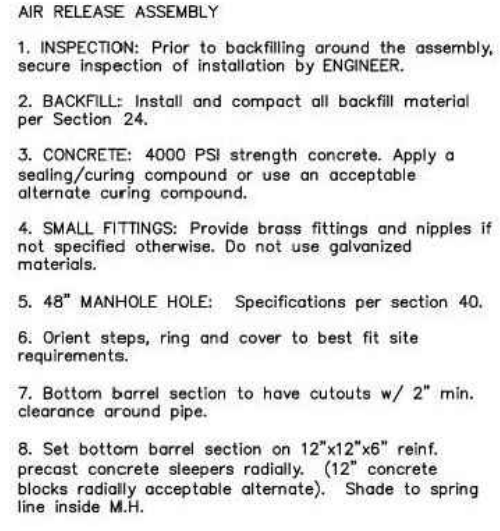 AIR RELEASE ASSEMBLY
1. INSPECTION: Prior to backfilling around the assembly,
secure inspection of installation by ENGINEER.
2. BACKFILL: Install and compact all backfill material
per Section 24.
3. CONCRETE: 4000 PSI strength concrete. Apply a
sealing/curing compound or use an acceptable
alternate curing compound.
4. SMALL FITTINGS: Provide brass fittings and nipples if
not specified otherwise. Do not use galvanized
materials.
5. 48" MANHOLE HOLE: Specifications per section 40.
6. Orient steps, ring and cover to best fit site
requirements.
7. Bottom barrel section to have cutouts w/ 2" min.
clearance around pipe.
8. Set bottom barrel section on 12"x12"x6" reinf.
precast concrete sleepers radially. (12" concrete
blocks radially acceptable alternate). Shade to spring
line inside M.H.